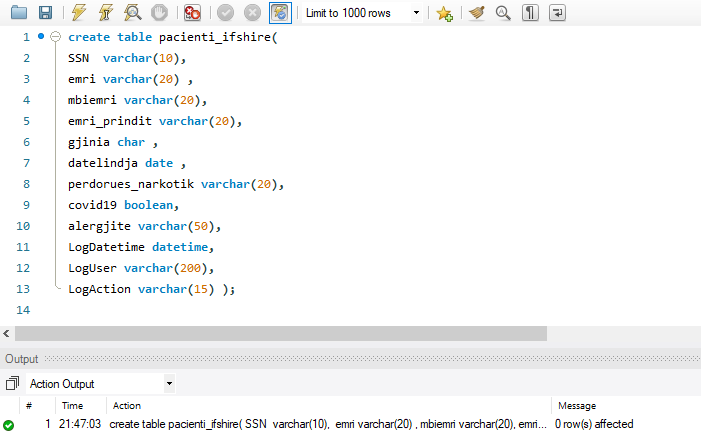 Limit to 1000 rows
1 create table pacienti_ifshire(
2 SSN  varchar(10),
3 emri varchar(20) ,
4 mbiemri varchar(20),
5 emri_prindit varchar(20),
6 gjinia char ,
7 datelindja date ,
8 perdorues_narkotik varchar(20),
9 covid19 boolean,
10 alergjite varchar(50),
11 LogDatetime datetime,
12 LogUser varchar(200),
13 LogAction varchar(15) );
14
Output
Action Output
# Time Action Message
1 21:47:03 create table pacienti_ifshire( SSN  varchar(10),  emri varchar(20) , mbiemri varchar(20), emri... 0 row(s) affected